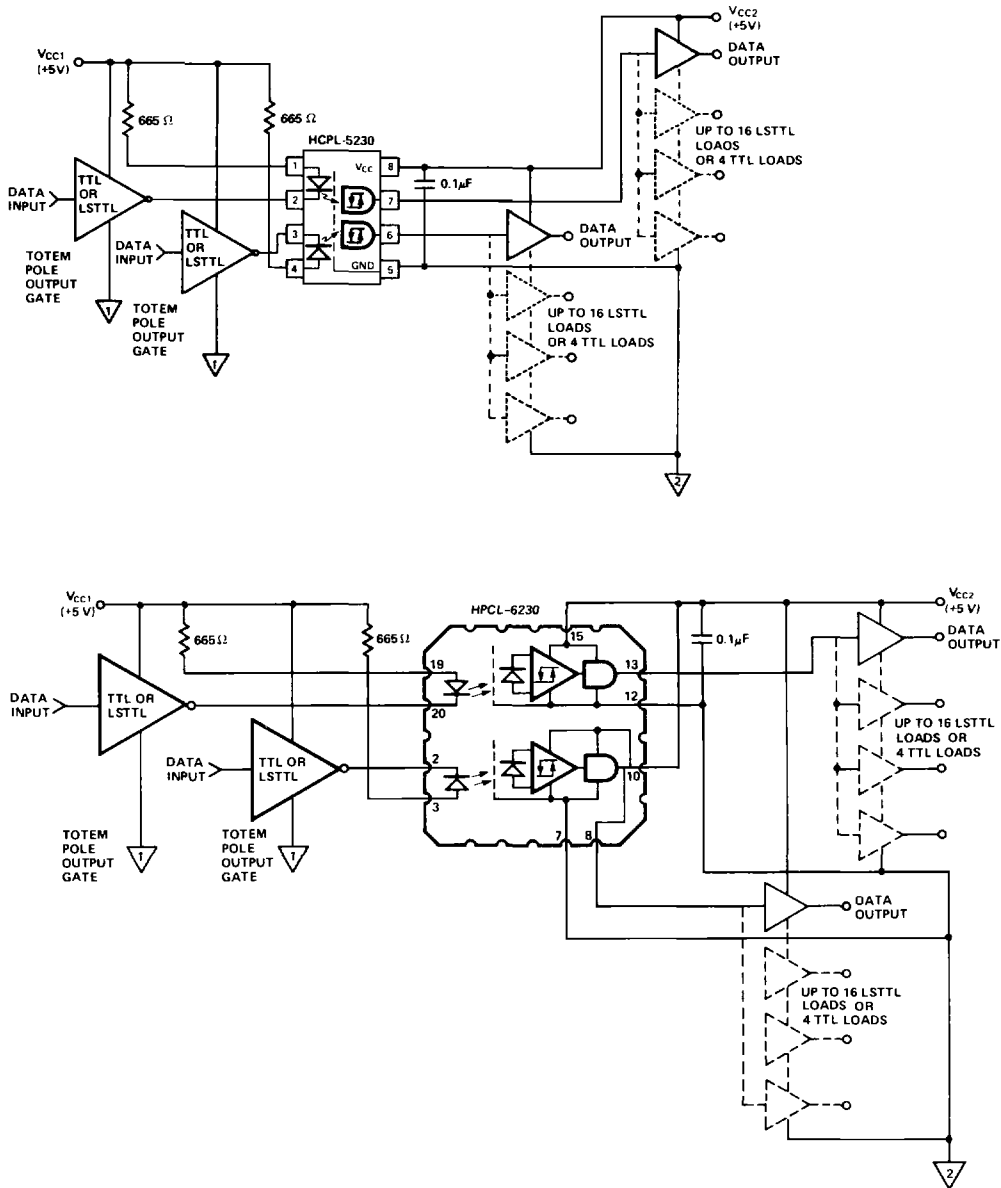 VCC2
(+5V)
DATA
OUTPUT
VCC1
(+5V)
665 Ω
665 Ω
HCPL-5230
UP TO 16 LSTTL
LOAOS
OR 4 TTL LOADS
TTL
OR
LSTTL
DATA
INPUT
1
2
3
4
VCC
GND
8
7
6
5
0.1μF
DATA
OUTPUT
TTL
OR
LSTTL
DATA
INPUT
TOTEM
POLE
OUTPUT
GATE
1
TOTEM
POLE
OUTPUT
GATE
1
UP TO 16 LSTTL
LOADS
OR 4 TTL LOADS
2
VCC1
(+5 V)
665Ω
665Ω
HPCL-6230
15
0.1μF
VCC2
(+5 V)
DATA
OUTPUT
19
20
13
12
DATA
INPUT
TTL OR
LSTTL
UP TO 16 LSTTL
LOADS OR
4 TTL LOADS
DATA
INPUT
TTL OR
LSTTL
2
3
10
7
8
TOTEM
POLE
OUTPUT
GATE
1
TOTEM
POLE
OUTPUT
GATE
1
DATA
OUTPUT
UP TO 16 LSTTL
LOADS OR
4 TTL LOADS
2